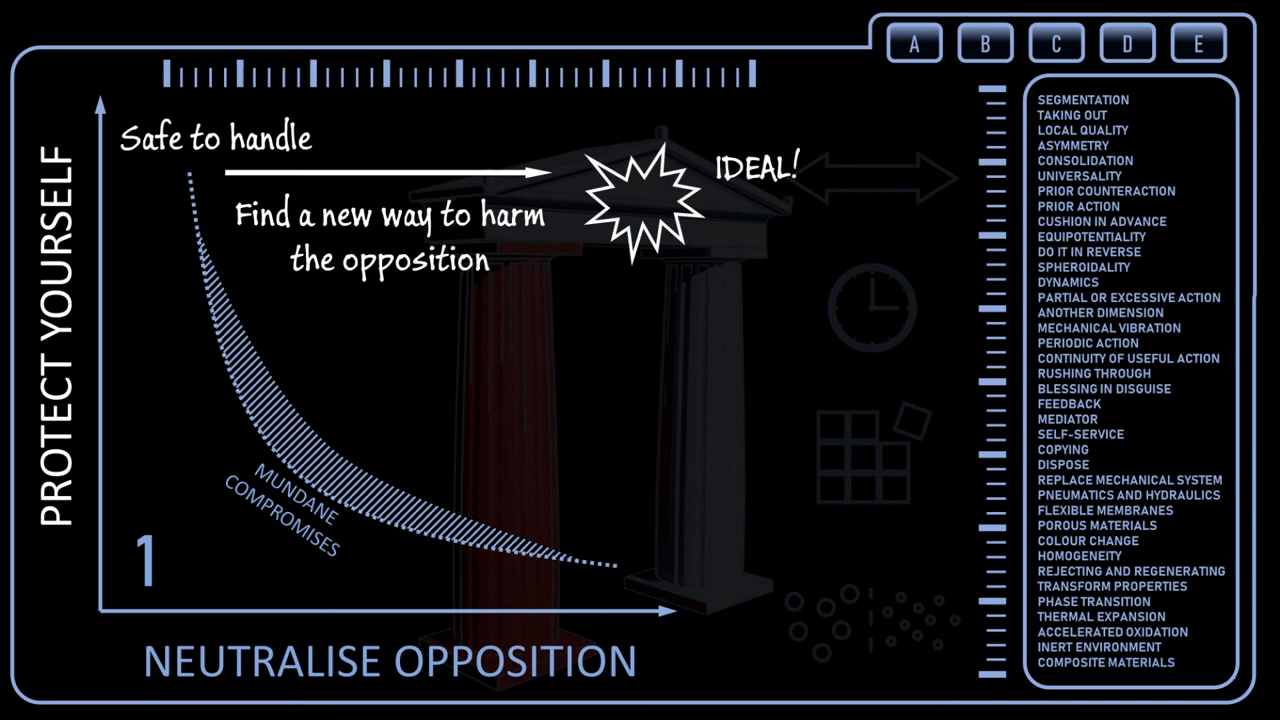 A
B
C
D
E
PROTECT YOURSELF
Safe to handle
Find a new way to harm
the opposition
IDEAL!
MUNDANE
COMPROMISES
1
NEUTRALISE OPPOSITION
SEGMENTATION
TAKING OUT
LOCAL QUALITY
ASYMMETRY
CONSOLIDATION
UNIVERSALITY
PRIOR COUNTERACTION
PRIOR ACTION
CUSHION IN ADVANCE
EQUIPOTENTIALITY
DO IT IN REVERSE
SPHEROIDALITY
DYNAMICS
PARTIAL OR EXCESSIVE ACTION
ANOTHER DIMENSION
MECHANICAL VIBRATION
PERIODIC ACTION
CONTINUITY OF USEFUL ACTION
RUSHING THROUGH
BLESSING IN DISGUISE
FEEDBACK
MEDIATOR
SELF-SERVICE
COPYING
DISPOSE
REPLACE MECHANICAL SYSTEM
PNEUMATICS AND HYDRAULICS
FLEXIBLE MEMBRANES
POROUS MATERIALS
COLOUR CHANGE
HOMOGENEITY
REJECTING AND REGENERATING
TRANSFORM PROPERTIES
PHASE TRANSITION
THERMAL EXPANSION
ACCELERATED OXIDATION
INERT ENVIRONMENT
COMPOSITE MATERIALS